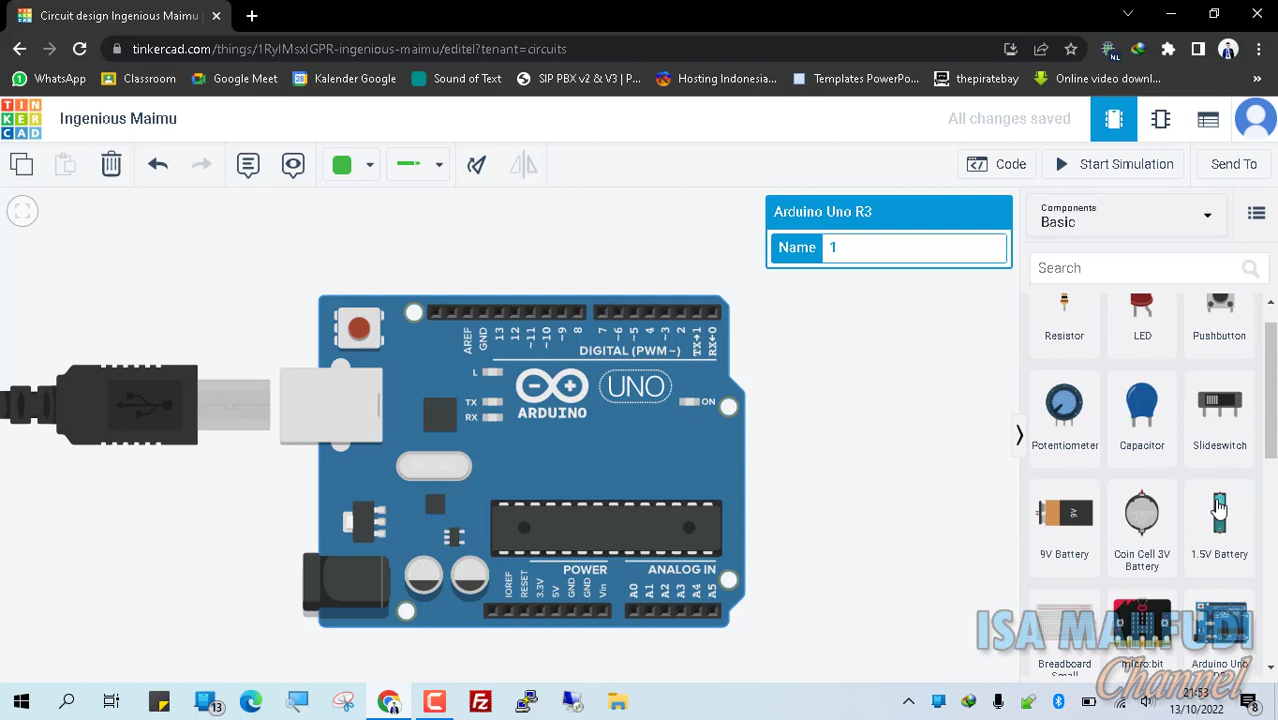 Circuit design Ingenious Maimu
tinkercad.com/things/1RyIMsxIGPR-ingenious-maimu/editel?tenant=circuits
NL
WhatsApp
Classroom
Google Meet
Kalender Google
Sound of Text
SIP PBX v2 & V3 | P...
Hosting Indonesia...
Templates PowerPo...
thepiratebay
Online video downl...
TIN
KER
CAD
Ingenious Maimu
All changes saved
Code
Start Simulation
Send To
Arduino Uno R3
Name 1
Components
Basic
Search
Resistor
LED
Pushbutton
Potentiometer
Capacitor
Slideswitch
9V
9V Battery
Coin Cell 3V
Battery
1.5V Battery
Breadboard
Small
micro:bit
Arduino Uno
AREF
GND
13
12
~11
~10
~9
8
7
~6
~5
4
~3
2
TX→1
RX←0
DIGITAL (PWM~)
L
TX
RX
ARDUINO
UNO
ON
POWER
ANALOG IN
IOREF
RESET
3.3V
5V
GND
GND
Vin
A0
A1
A2
A3
A4
A5
ISA MAHFUDI
Channel
13
13/10/2022
8